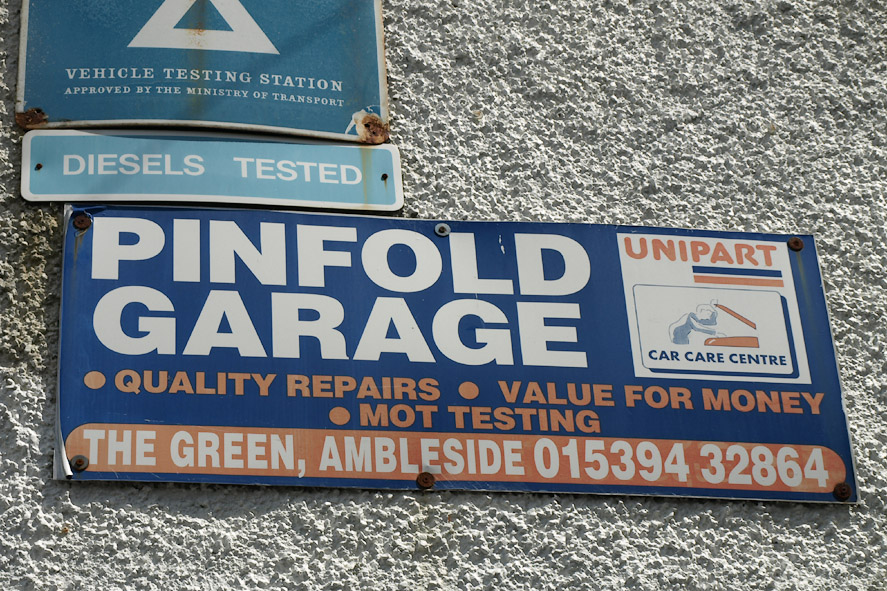 VEHICLE TESTING STATION
APPROVED BY THE MINISTRY OF TRANSPORT
DIESELS TESTED
PINFOLD
GARAGE
UNIPART
CAR CARE CENTRE
• QUALITY REPAIRS • VALUE FOR MONEY
• MOT TESTING
THE GREEN, AMBLESIDE 015394 32864